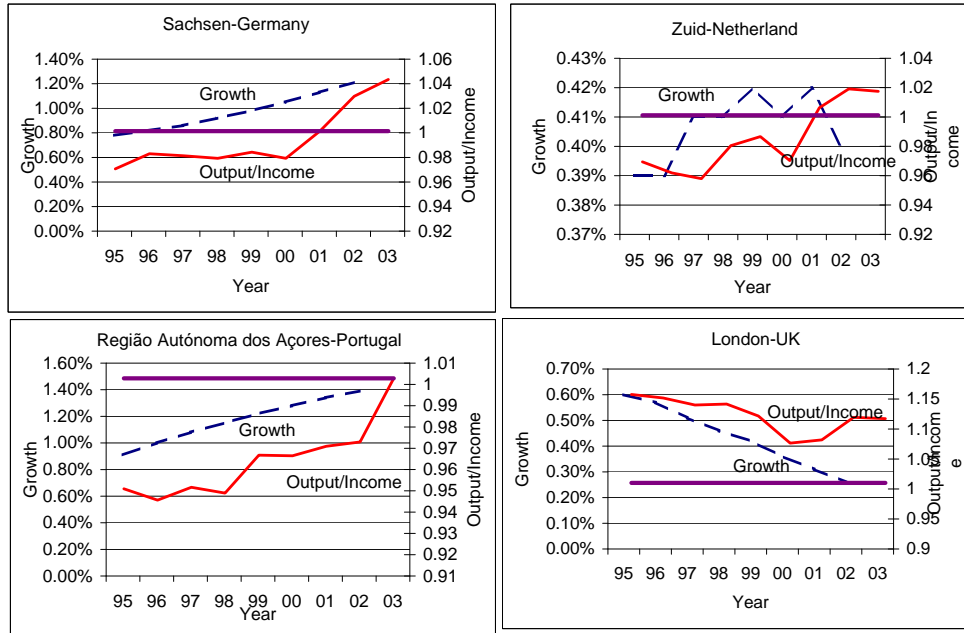 Sachsen-Germany
1.40%
1.20%
1.00%
0.80%
0.60%
0.40%
0.20%
0.00%
Growth
Growth
Output/Income
1.06
1.04
1.02
1
0.98
0.96
0.94
0.92
Output/Income
95 96 97 98 99 00 01 02 03
Year
Zuid-Netherland
0.43%
0.42%
0.41%
0.40%
0.39%
0.38%
0.37%
Growth
Growth
Output/Income
1.04
1.02
1
0.98
0.96
0.94
0.92
Output/In
come
95 96 97 98 99 00 01 02 03
Year
Região Autónoma dos Açores-Portugal
1.60%
1.40%
1.20%
1.00%
0.80%
0.60%
0.40%
0.20%
0.00%
Growth
Growth
Output/Income
1.01
1
0.99
0.98
0.97
0.96
0.95
0.94
0.93
0.92
0.91
Output/Income
95 96 97 98 99 00 01 02 03
Year
London-UK
0.70%
0.60%
0.50%
0.40%
0.30%
0.20%
0.10%
0.00%
Growth
Output/Income
Growth
1.2
1.15
1.1
1.05
1
0.95
0.9
Output/Incom
e
95 96 97 98 99 00 01 02 03
Year